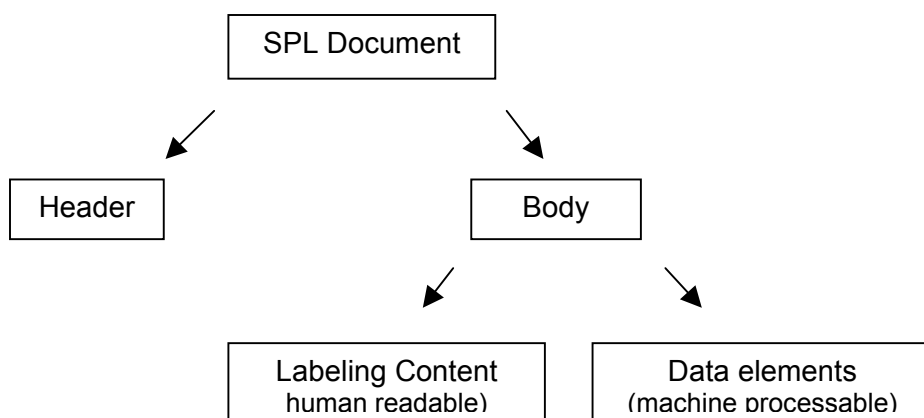 SPL Document
Header
Body
Labeling Content
human readable)
Data elements
(machine processable)